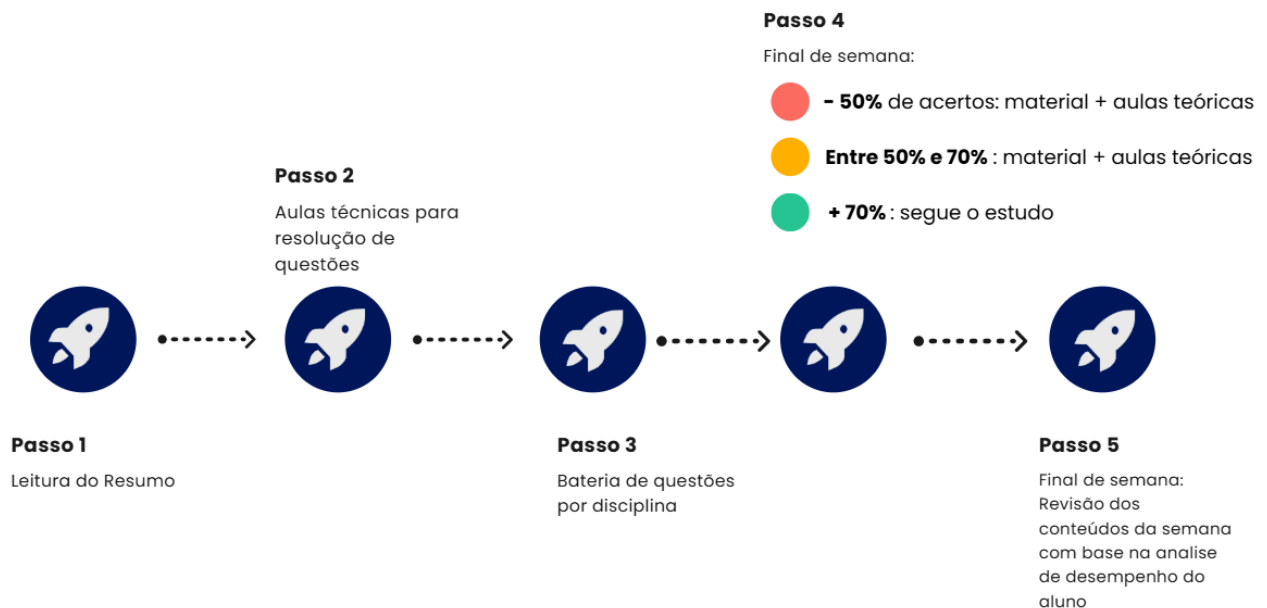 Passo 1
Leitura do Resumo
Passo 2
Aulas técnicas para
resolução de
questões
Passo 3
Bateria de questões
por disciplina
Passo 4
Final de semana:
- 50% de acertos: material + aulas teóricas
Entre 50% e 70% : material + aulas teóricas
+ 70% : segue o estudo
Passo 5
Final de semana:
Revisão dos
conteúdos da semana
com base na analise
de desempenho do
aluno